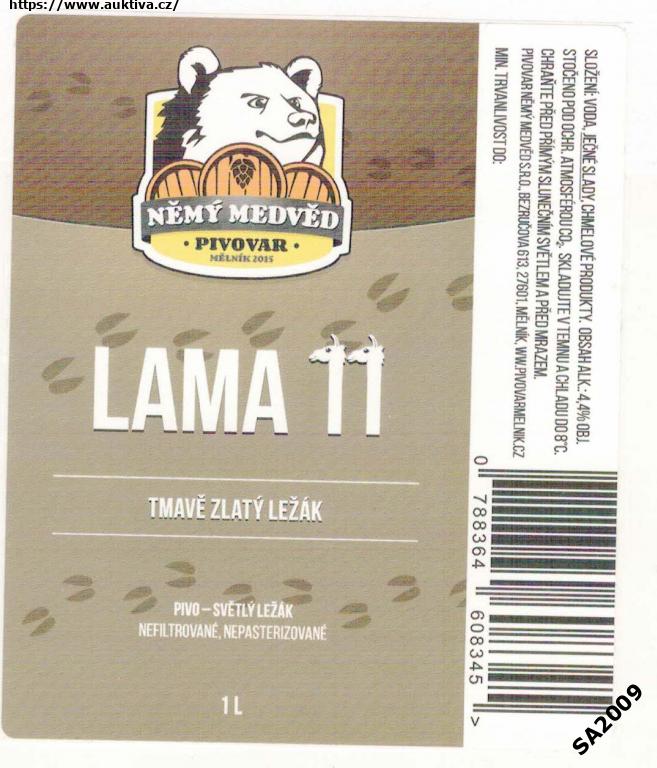 https://www.auktiva.cz/
NĚMÝ MEDVĚD
• PIVOVAR •
MĚLNÍK 2015
LAMA 11
TMAVĚ ZLATÝ LEŽÁK
PIVO – SVĚTLÝ LEŽÁK
NEFILTROVANÉ, NEPASTERIZOVANÉ
1 L
SLOŽENÍ: VODA, JEČNÉ SLADY, CHMELOVÉ PRODUKTY. OBSAH ALK.: 4,4% OBJ.
STOČENO POD OCHR. ATMOSFÉROU CO₂. SKLADUJTE V TEMNU A CHLADU DO 8°C.
CHRAŇTE PŘED PŘÍMÝM SLUNEČNÍM SVĚTLEM A PŘED MRAZEM.
PIVOVAR NĚMÝ MEDVĚD S.R.O., BEZRUČOVA 613, 27601, MĚLNÍK, WW.PIVOVARMELNIK.CZ
MIN. TRVANLIVOST DO:
0 788364 608345 >
SA2009